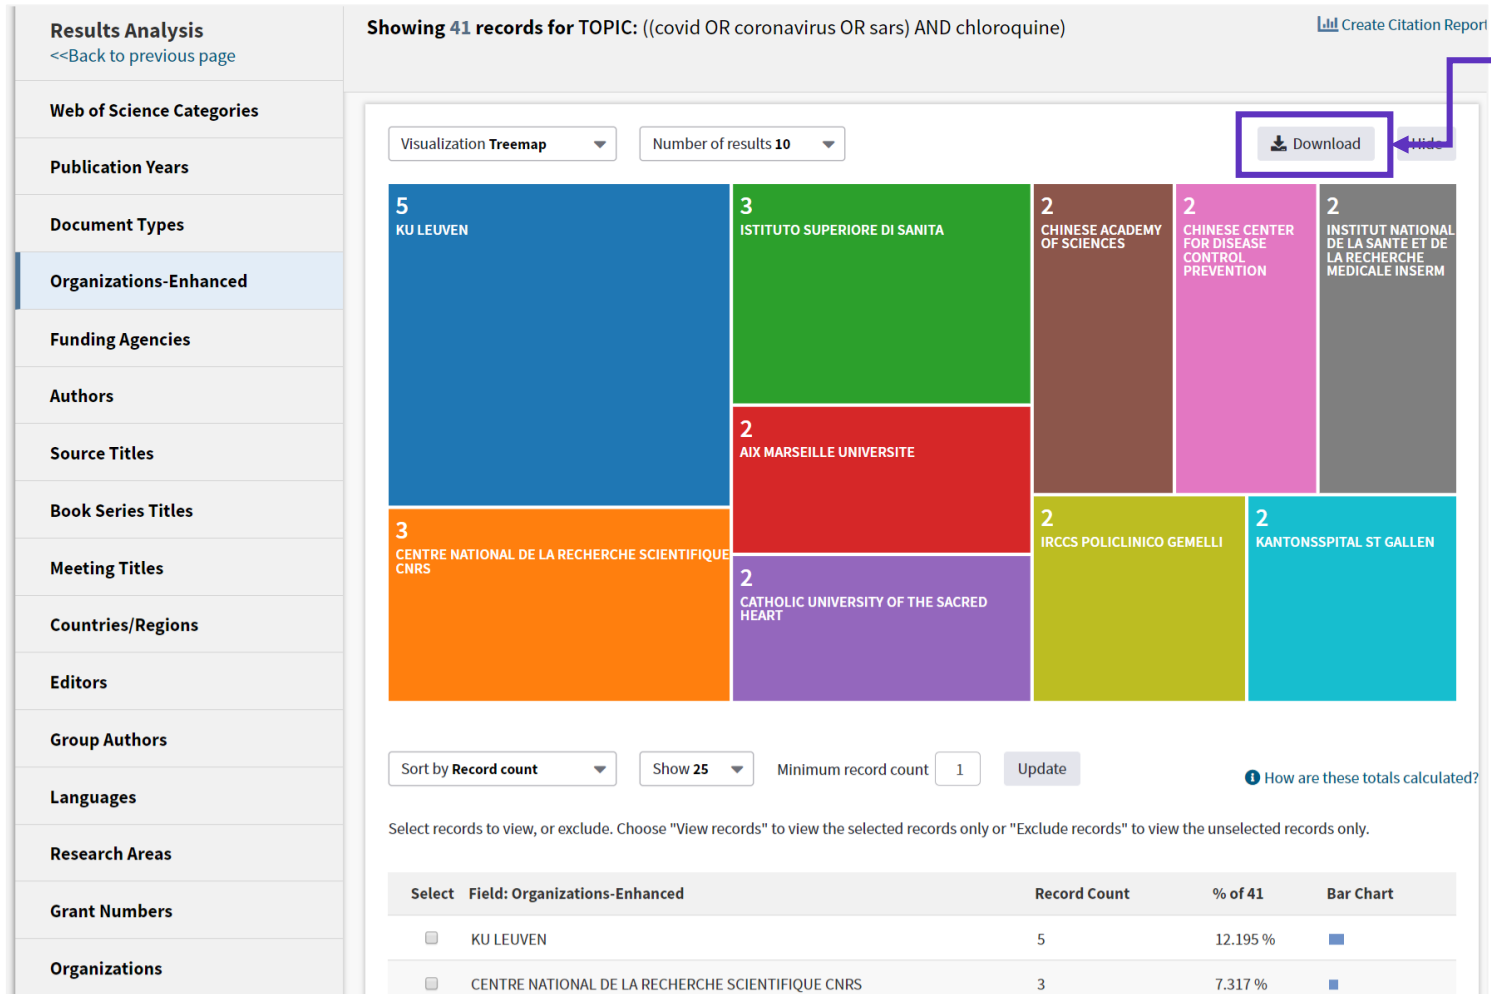 Results Analysis
<<Back to previous page
Web of Science Categories
Publication Years
Document Types
Organizations-Enhanced
Funding Agencies
Authors
Source Titles
Book Series Titles
Meeting Titles
Countries/Regions
Editors
Group Authors
Languages
Research Areas
Grant Numbers
Organizations
Showing 41 records for TOPIC: ((covid OR coronavirus OR sars) AND chloroquine)
Create Citation Report
Visualization Treemap
Number of results 10
Download
Hide
5
KU LEUVEN
3
CENTRE NATIONAL DE LA RECHERCHE SCIENTIFIQUE
CNRS
3
ISTITUTO SUPERIORE DI SANITA
2
AIX MARSEILLE UNIVERSITE
2
CATHOLIC UNIVERSITY OF THE SACRED
HEART
2
CHINESE ACADEMY
OF SCIENCES
2
CHINESE CENTER
FOR DISEASE
CONTROL
PREVENTION
2
INSTITUT NATIONAL
DE LA SANTE ET DE
LA RECHERCHE
MEDICALE INSERM
2
IRCCS POLICLINICO GEMELLI
2
KANTONSSPITAL ST GALLEN
Sort by Record count
Show 25
Minimum record count 1
Update
How are these totals calculated?
Select records to view, or exclude. Choose "View records" to view the selected records only or "Exclude records" to view the unselected records only.
Select Field: Organizations-Enhanced Record Count % of 41 Bar Chart
KU LEUVEN 5 12.195 %
CENTRE NATIONAL DE LA RECHERCHE SCIENTIFIQUE CNRS 3 7.317 %